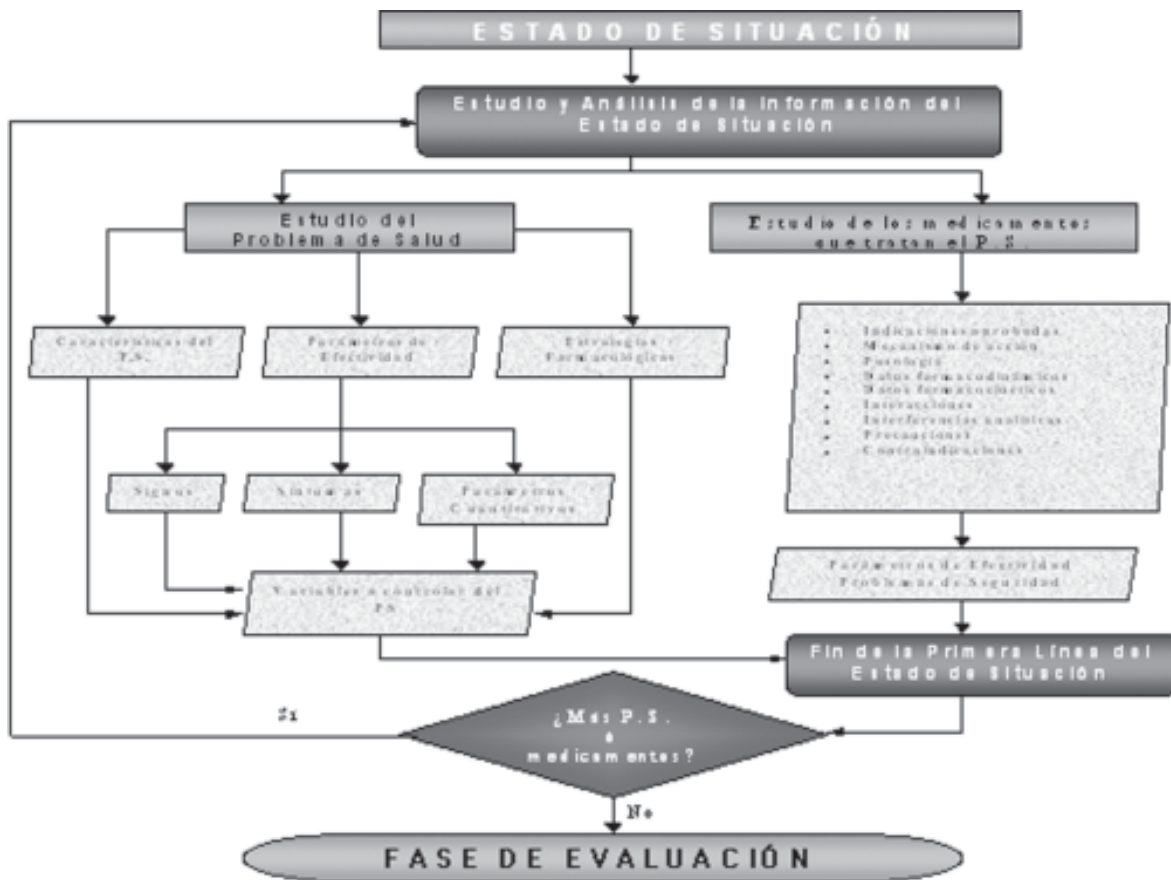 ESTADO DE SITUACIÓN
Estudio y Análisis de la Información del
Estado de Situación
Estudio del
Problema de Salud
Estudio de los medicamentos
que tratan el P.S.
Características del
P.S.
Parámetros de
Efectividad
Estrategias
Farmacológicas
Indicaciones aprobadas
Mecanismo de acción
Posología
Datos farmacodinámicos
Datos farmacocinéticos
Interacciones
Interferencias analíticas
Precauciones
Contraindicaciones
Signos
Síntomas
Parámetros
Cuantitativos
Parámetros de Efectividad
Problemas de Seguridad
Variables a controlar del
PS
Fin de la Primera Línea del
Estado de Situación
Sí
¿Más P.S.
o
medicamentos?
No
FASE DE EVALUACIÓN